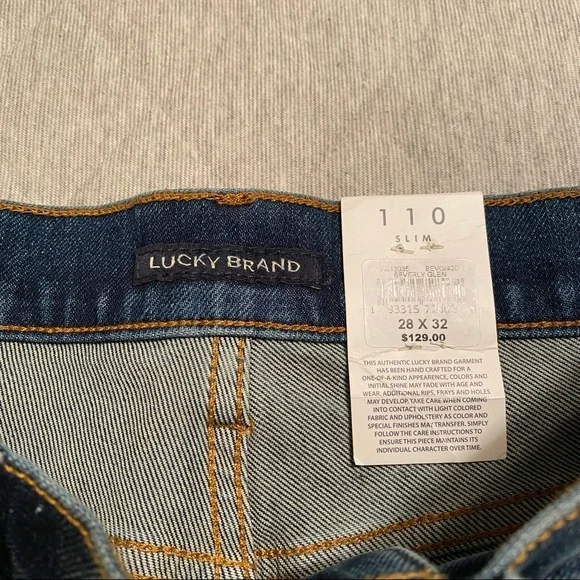 LUCKY BRAND
110
SLIM
BEVERLY GLEN
28 X 32
$129.00
THIS AUTHENTIC LUCKY BRAND GARMENT
HAS BEEN HAND CRAFTED FOR A
ONE-OF-A-KIND APPEARENCE, COLORS AND
INITIAL SHINE MAY FADE WITH AGE AND
WEAR. ADDITIONAL RIPS, FRAYS AND HOLES
MAY DEVELOP. TAKE CARE WHEN COMING
INTO CONTACT WITH LIGHT COLORED
FABRIC AND UPHOLSTERY AS COLOR AND
SPECIAL FINISHES MAY TRANSFER. SIMPLY
FOLLOW THE CARE INSTRUCTIONS TO
ENSURE THIS PIECE MAINTAINS ITS
INDIVIDUAL CHARACTER OVER TIME.